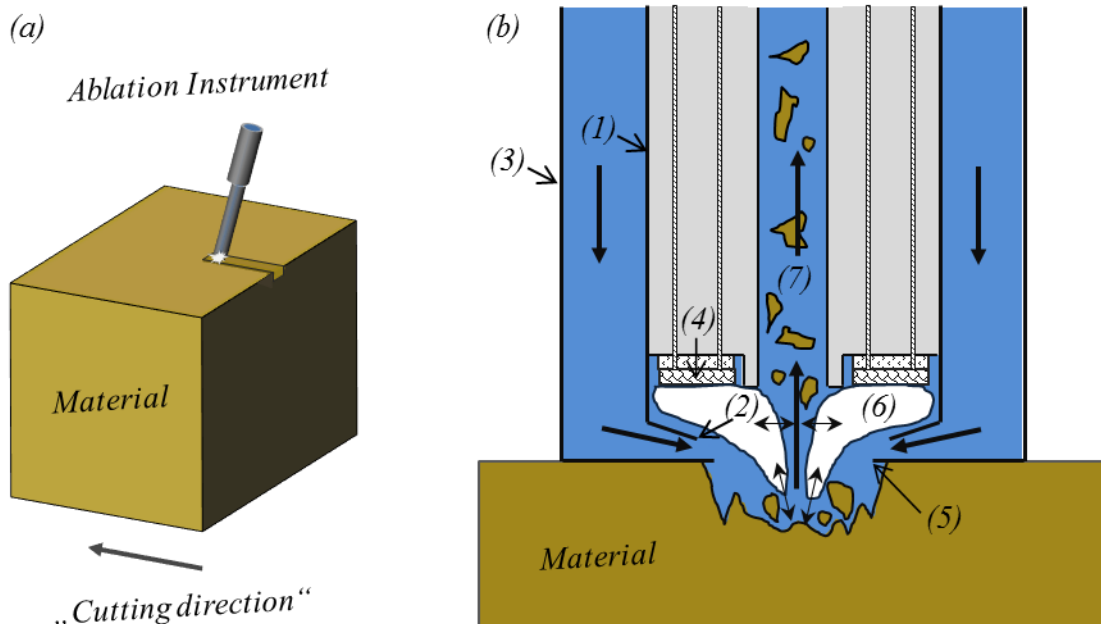 (a)
Ablation Instrument
Material
„Cutting direction“
(b)
(1)
(3)
(7)
(4)
(2)
(6)
(5)
Material